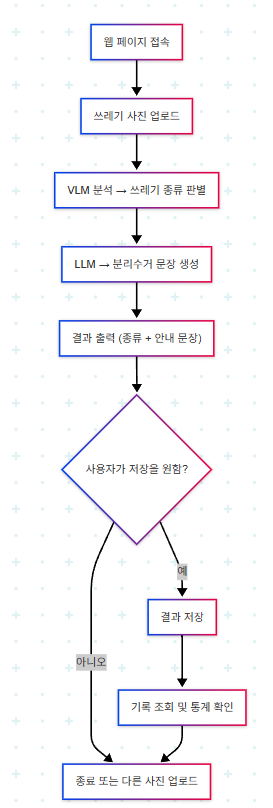 웹 페이지 접속
쓰레기 사진 업로드
VLM 분석 → 쓰레기 종류 판별
LLM → 분리수거 문장 생성
결과 출력 (종류 + 안내 문장)
사용자가 저장을 원함?
예
결과 저장
아니오
기록 조회 및 통계 확인
종료 또는 다른 사진 업로드